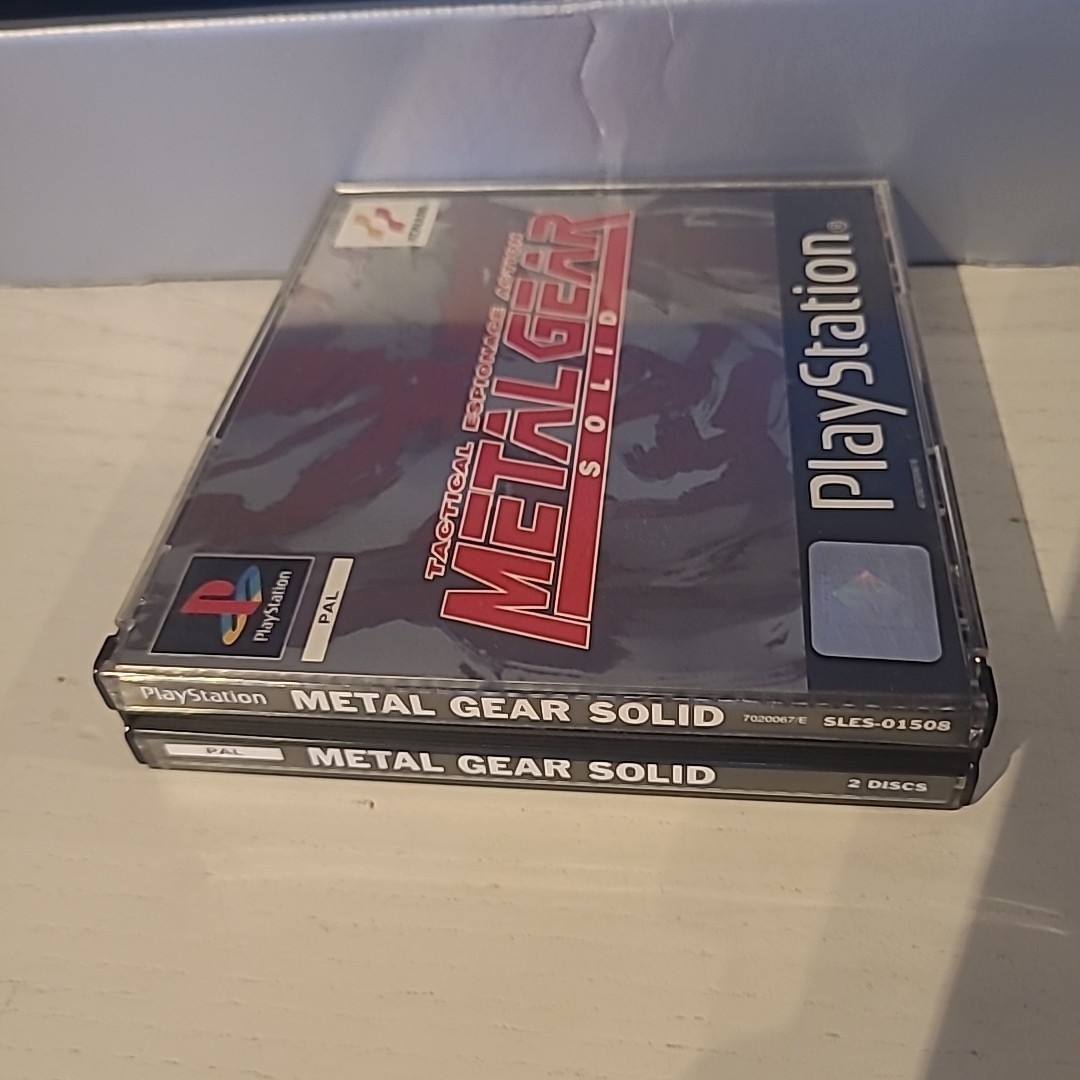 KONAMI
TACTICAL ESPIONAGE ACTION
METAL GEAR
SOLID
PlayStation®
PlayStation
PAL
PlayStation METAL GEAR SOLID 7020067/E SLES-01508
PAL METAL GEAR SOLID 2 DISCS